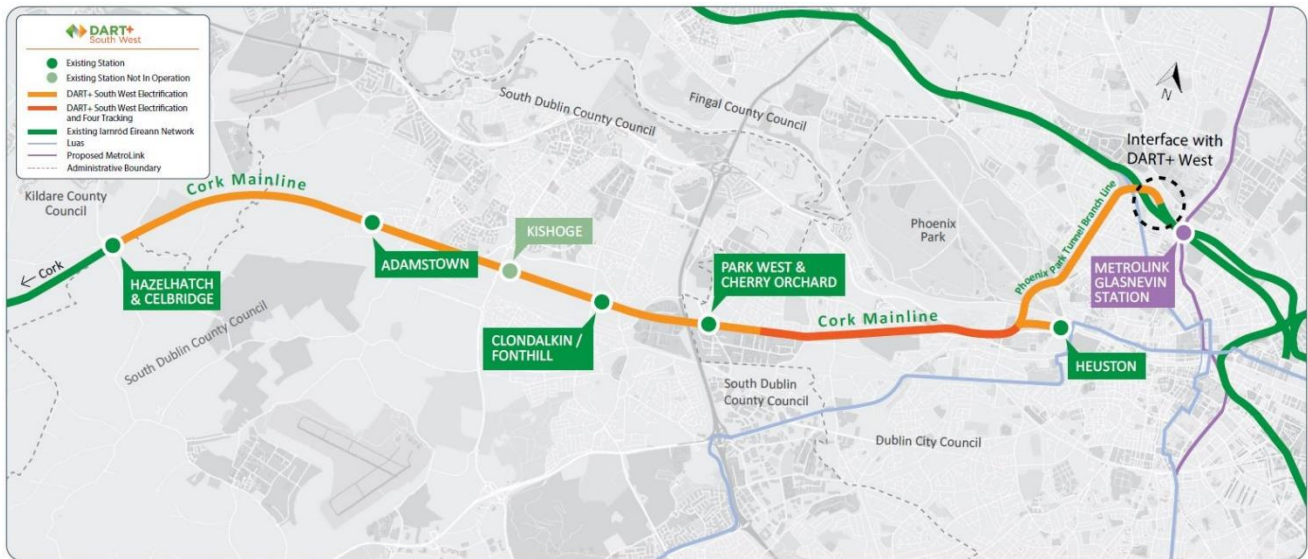 DART+
South West
Existing Station
Existing Station Not In Operation
DART+ South West Electrification
DART+ South West Electrification
and Four Tracking
Existing Iarnród Éireann Network
Luas
Proposed MetroLink
Administrative Boundary
South Dublin County Council
Fingal County Council
N
Interface with
DART+ West
Kildare County
Council
Cork Mainline
Phoenix
Park
Phoenix Park Tunnel Branch Line
← Cork
HAZELHATCH
& CELBRIDGE
ADAMSTOWN
KISHOGE
CLONDALKIN /
FONTHILL
PARK WEST &
CHERRY ORCHARD
Cork Mainline
METROLINK
GLASNEVIN
STATION
HEUSTON
South Dublin County Council
South Dublin
County Council
Dublin City Council